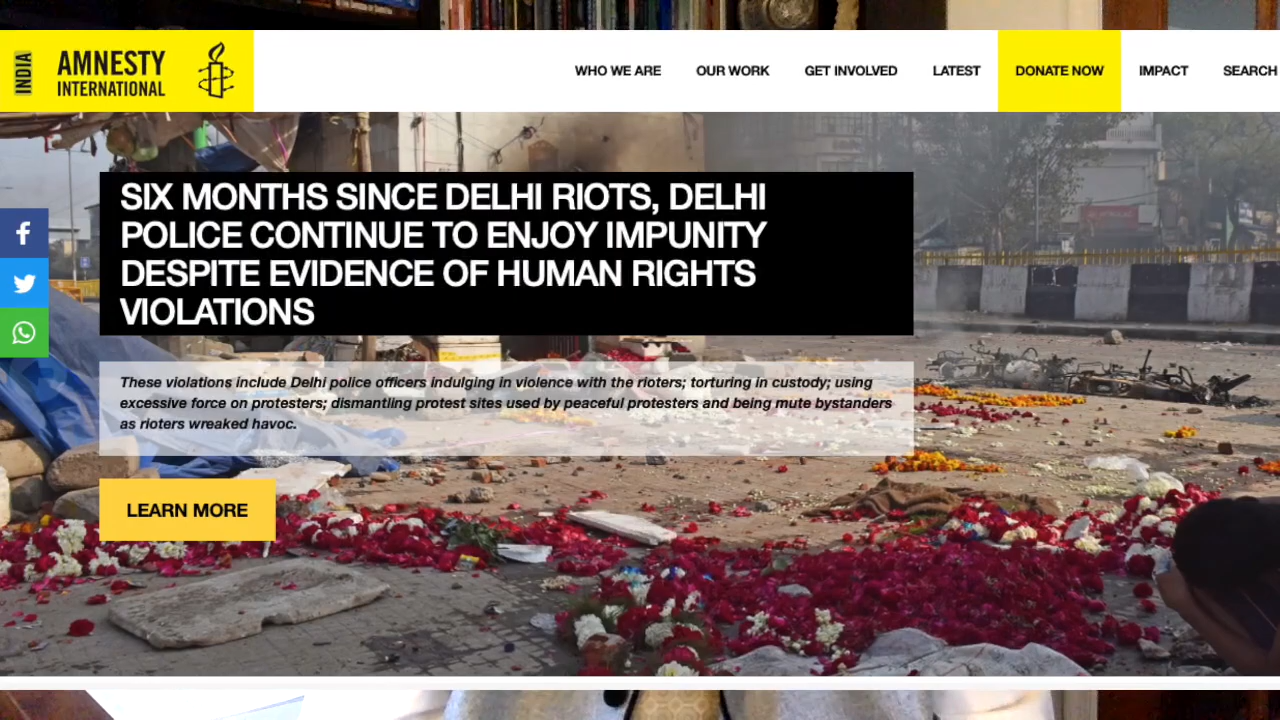 INDIA
AMNESTY
INTERNATIONAL
WHO WE ARE OUR WORK GET INVOLVED LATEST DONATE NOW IMPACT SEARCH
SIX MONTHS SINCE DELHI RIOTS, DELHI
POLICE CONTINUE TO ENJOY IMPUNITY
DESPITE EVIDENCE OF HUMAN RIGHTS
VIOLATIONS
These violations include Delhi police officers indulging in violence with the rioters; torturing in custody; using
excessive force on protesters; dismantling protest sites used by peaceful protesters and being mute bystanders
as rioters wreaked havoc.
LEARN MORE